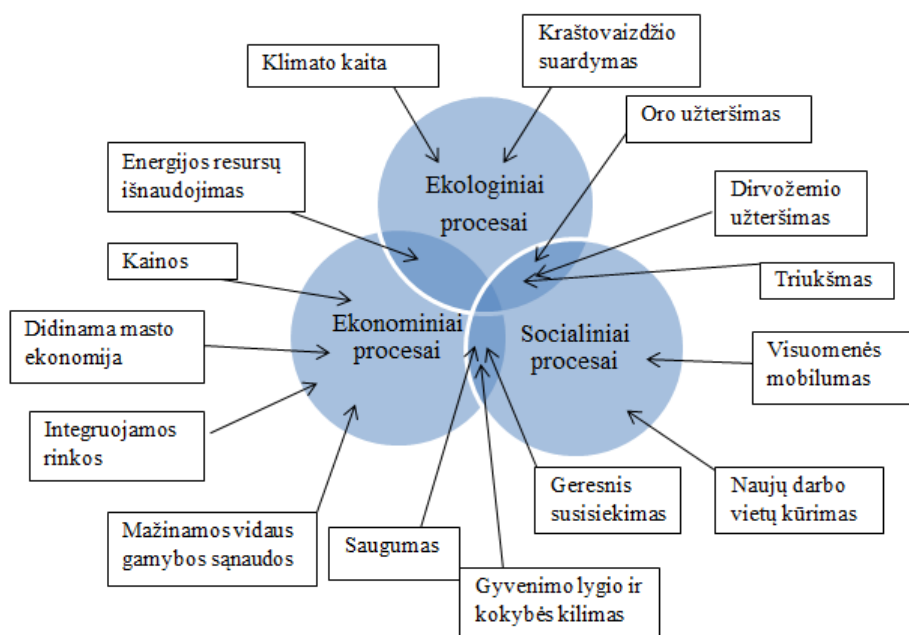 Kraštovaizdžio
suardymas
Klimato kaita
Oro užteršimas
Energijos resursų
išnaudojimas
Ekologiniai
procesai
Dirvožemio
užteršimas
Kainos
Triukšmas
Didinama masto
ekonomija
Ekonominiai
procesai
Socialiniai
procesai
Visuomenės
mobilumas
Integruojamos
rinkos
Geresnis
susisiekimas
Naujų darbo
vietų kūrimas
Mažinamos vidaus
gamybos sąnaudos
Saugumas
Gyvenimo lygio ir
kokybės kilimas